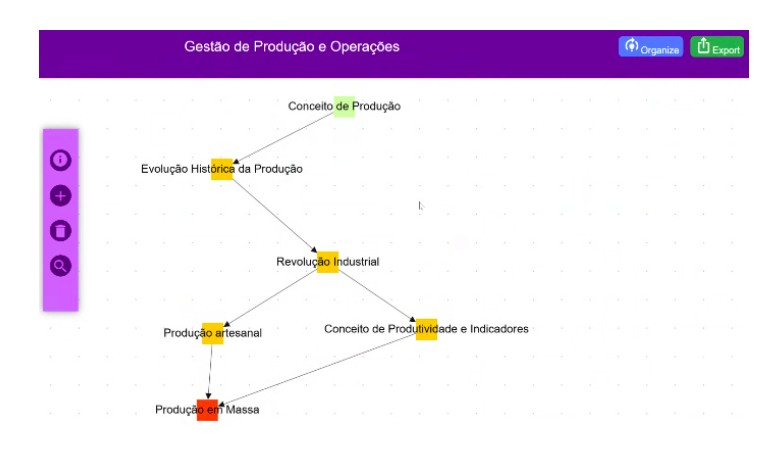 Gestão de Produção e Operações
Organize
Export
Conceito de Produção
Evolução Histórica da Produção
Revolução Industrial
Produção artesanal
Conceito de Produtividade e Indicadores
Produção em Massa